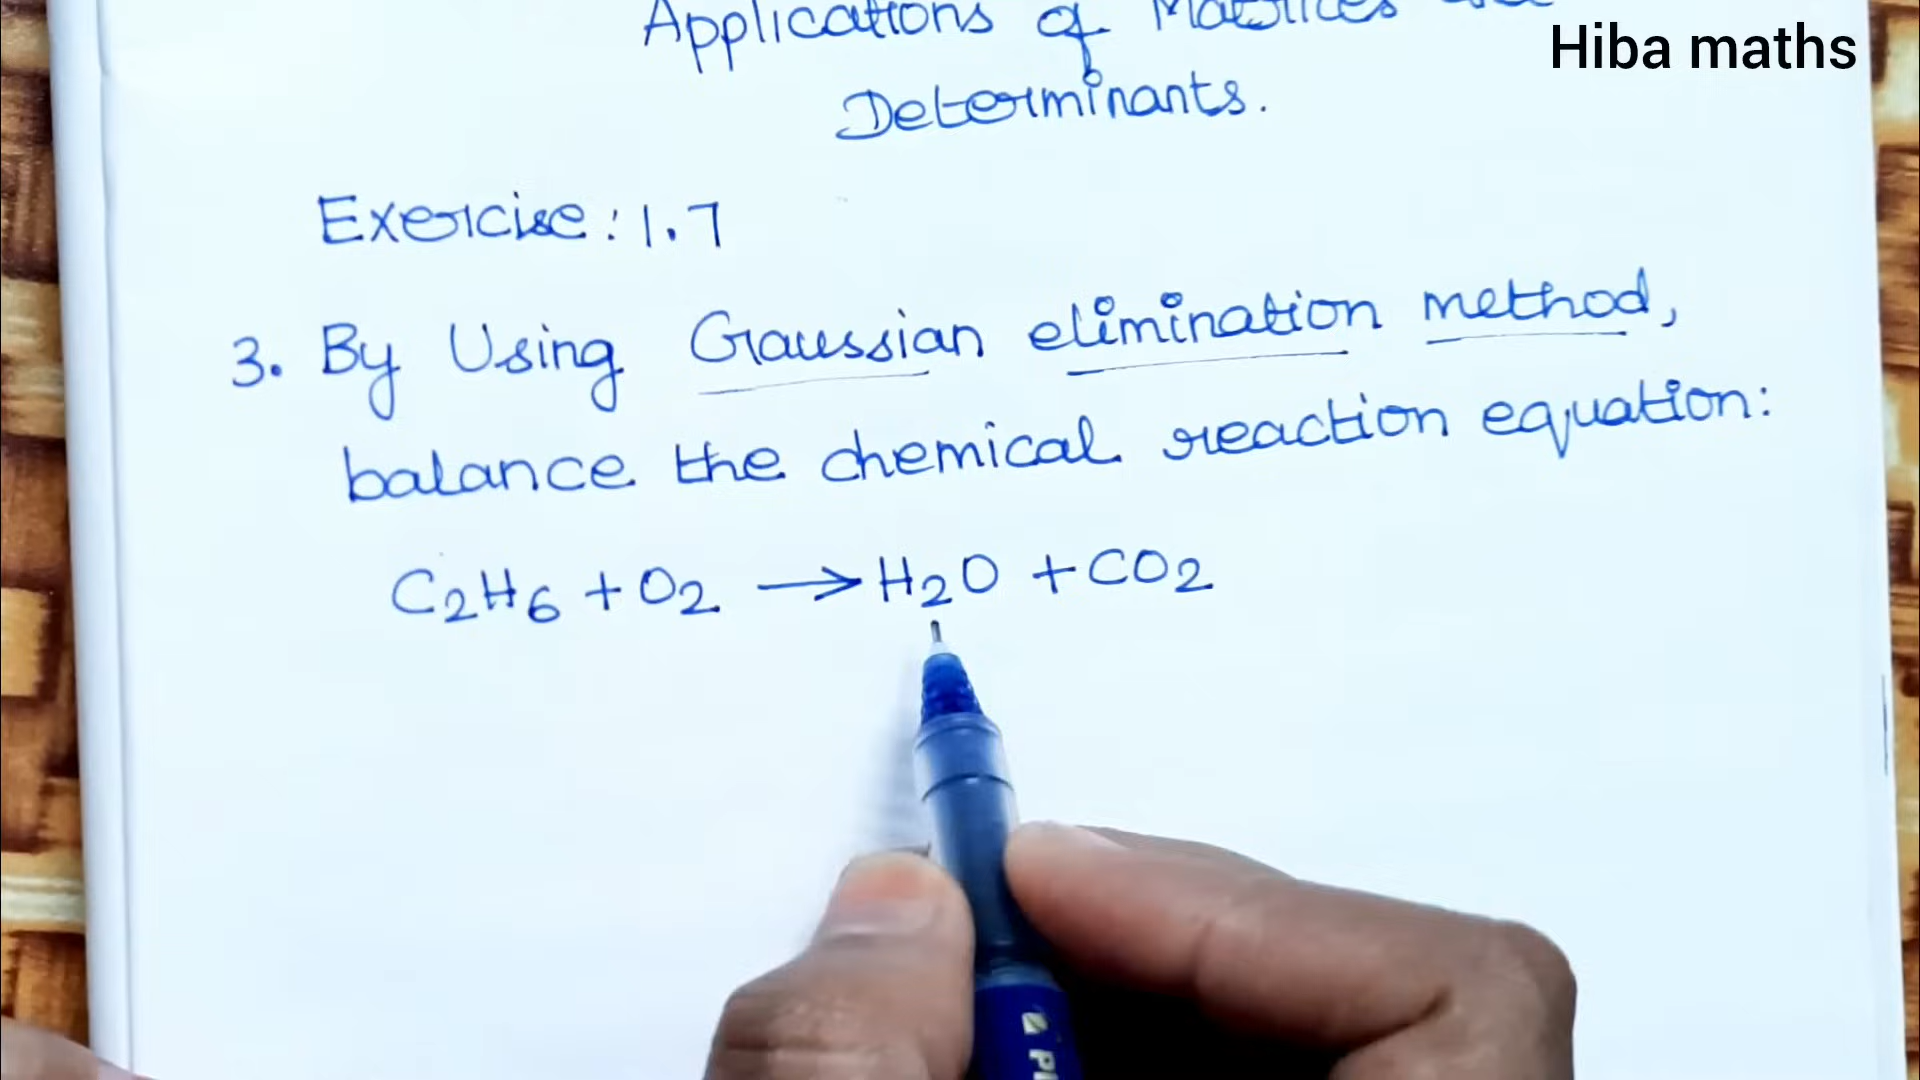 Applications of Matrices
Hiba maths
Determinants.
Exercise: 1.7
3. By Using Gaussian elimination method,
balance the chemical reaction equation:
C2H6 + O2 → H2O + CO2